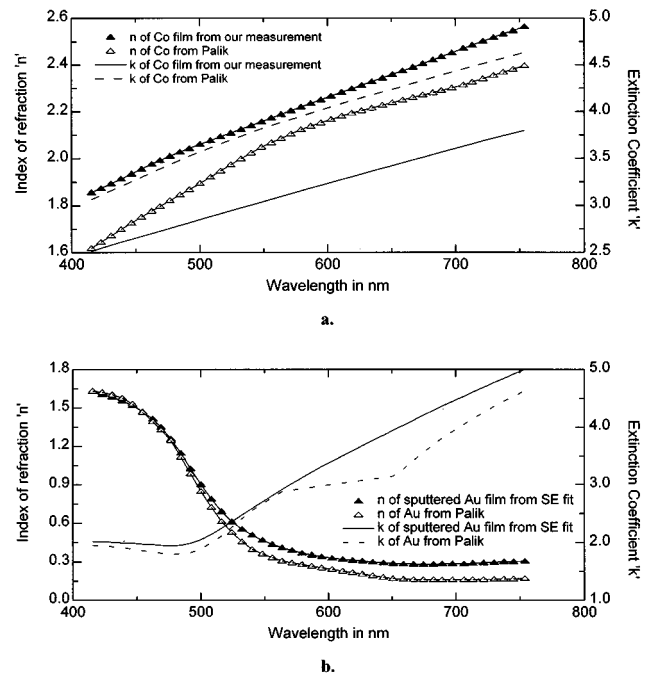 2.6
2.4
2.2
2.0
1.8
1.6
Index of refraction 'n'
n of Co film from our measurement
n of Co from Palik
k of Co film from our measurement
k of Co from Palik
5.0
4.5
4.0
3.5
3.0
2.5
Extinction Coefficient 'k'
400 500 600 700 800
Wavelength in nm
a.
1.8
1.5
1.2
0.9
0.6
0.3
0.0
Index of refraction 'n'
n of sputtered Au film from SE fit
n of Au from Palik
k of sputtered Au film from SE fit
k of Au from Palik
5.0
4.0
3.0
2.0
1.0
Extinction Coefficient 'k'
400 500 600 700 800
Wavelength in nm
b.